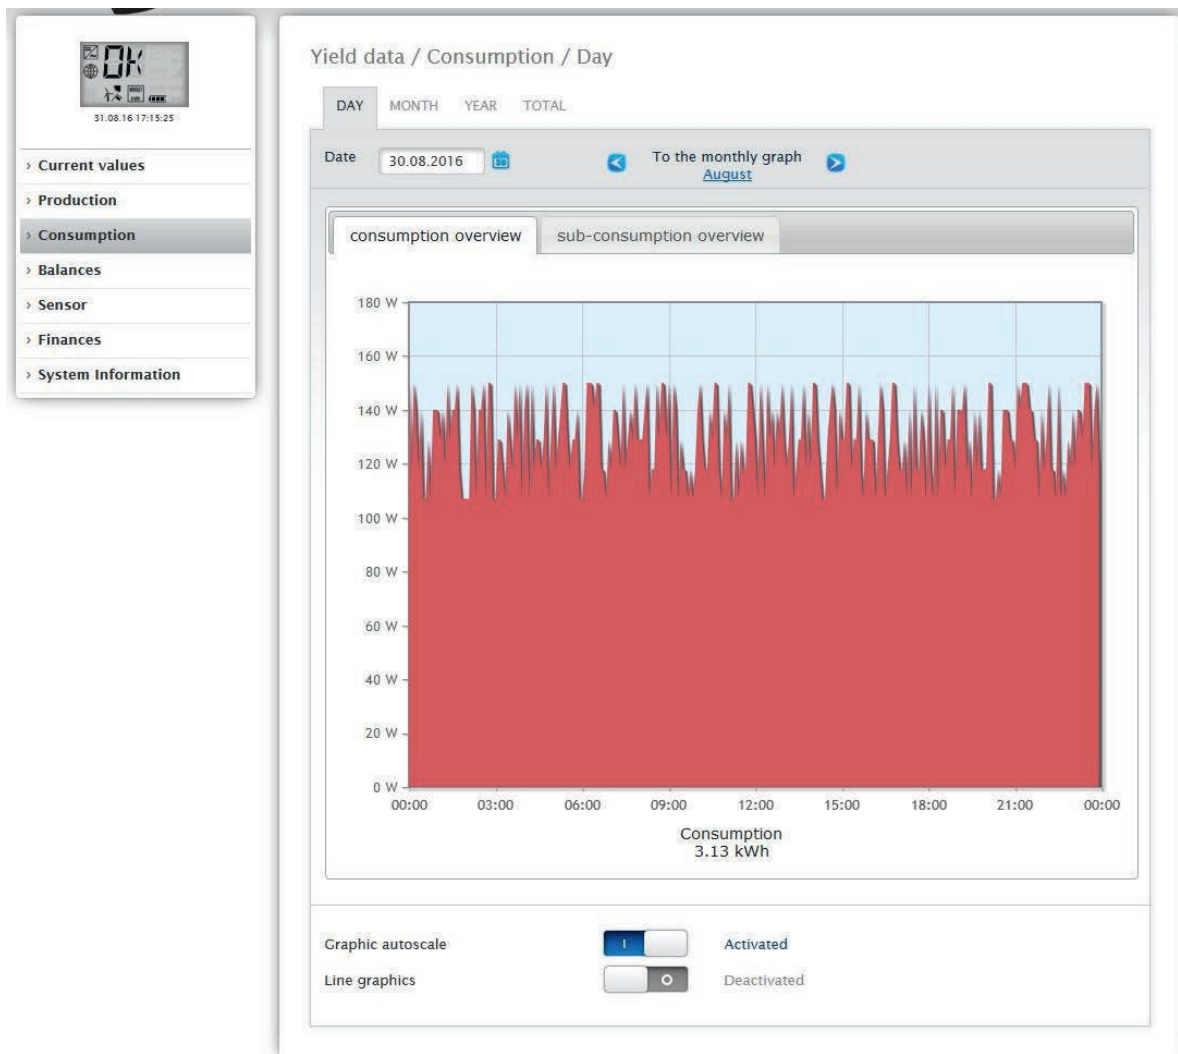 OK
31.08.16 17:15:25
› Current values
› Production
› Consumption
› Balances
› Sensor
› Finances
› System Information
Yield data / Consumption / Day
DAY MONTH YEAR TOTAL
Date 30.08.2016 To the monthly graph
August
consumption overview sub-consumption overview
180 W
160 W
140 W
120 W
100 W
80 W
60 W
40 W
20 W
0 W
00:00 03:00 06:00 09:00 12:00 15:00 18:00 21:00 00:00
Consumption
3.13 kWh
Graphic autoscale I Activated
Line graphics O Deactivated